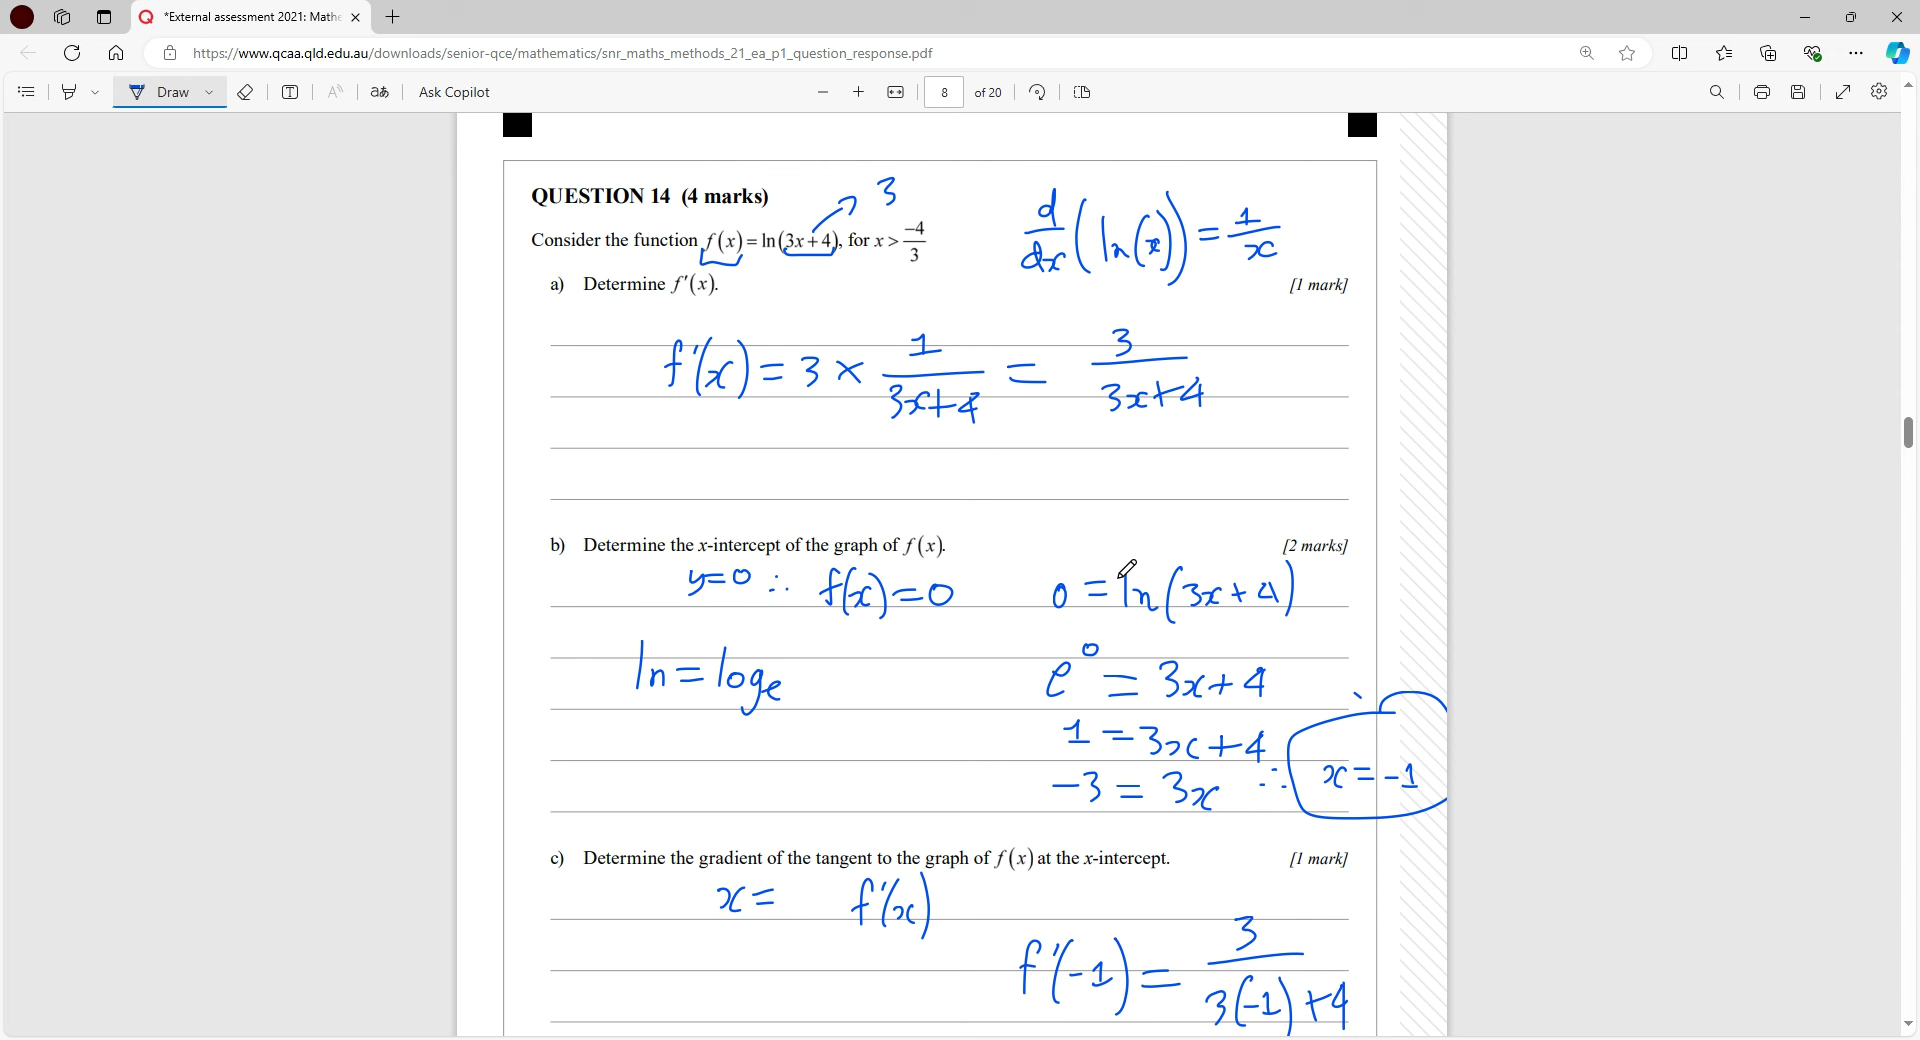 *External assessment 2021: Mathe
https://www.qcaa.qld.edu.au/downloads/senior-qce/mathematics/snr_maths_methods_21_ea_p1_question_response.pdf
Draw
aあ
Ask Copilot
8 of 20
QUESTION 14 (4 marks)
3
Consider the function f(x) = ln(3x+4), for x > -4/3
d/dx (ln(x)) = 1/x
a) Determine f′(x).
[1 mark]
f'(x) = 3 × 1/(3x+4) = 3/(3x+4)
b) Determine the x-intercept of the graph of f(x).
[2 marks]
y=0 ∴ f(x)=0
0 = ln(3x+4)
ln = logₑ
e⁰ = 3x+4
1 = 3x+4
-3 = 3x ∴ x = -1
c) Determine the gradient of the tangent to the graph of f(x) at the x-intercept.
[1 mark]
x= f'(x)
f'(-1) = 3/(3(-1)+4)